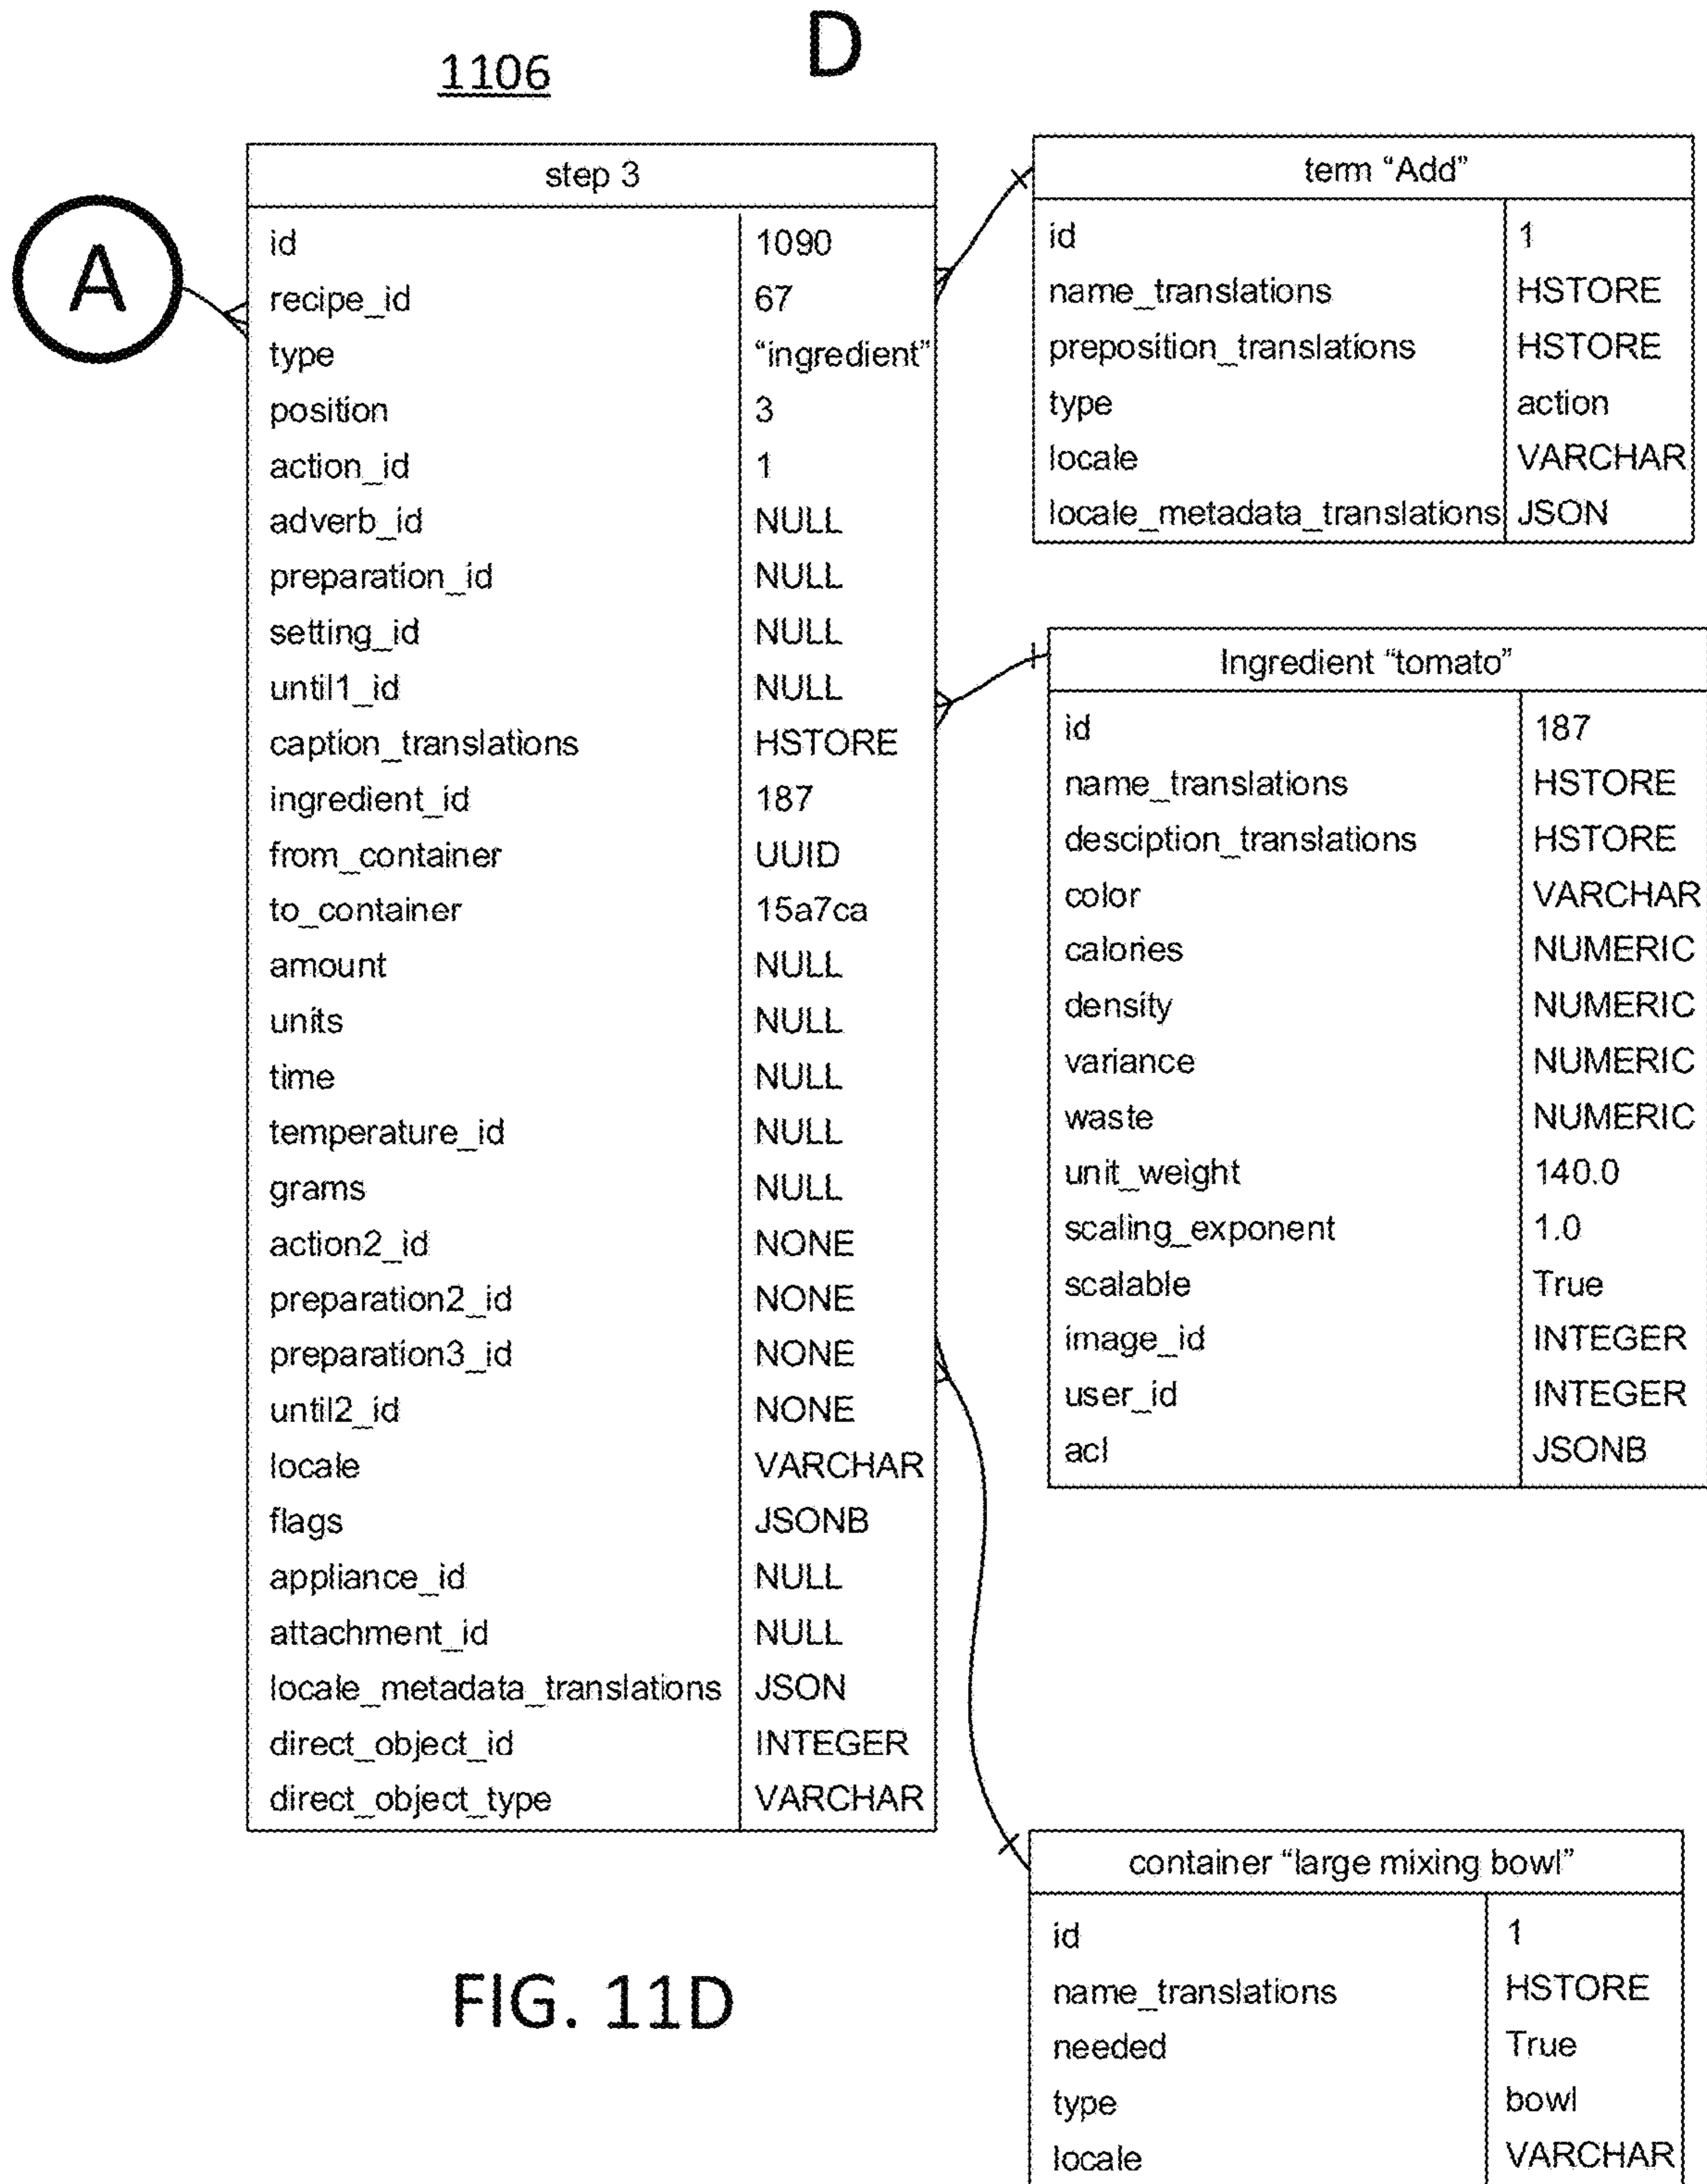 1106
D
A
step 3
id 1090
recipe_id 67
type “ingredient”
position 3
action_id 1
adverb_id NULL
preparation_id NULL
setting_id NULL
until1_id NULL
caption_translations HSTORE
ingredient_id 187
from_container UUID
to_container 15a7ca
amount NULL
units NULL
time NULL
temperature_id NULL
grams NULL
action2_id NONE
preparation2_id NONE
preparation3_id NONE
until2_id NONE
locale VARCHAR
flags JSONB
appliance_id NULL
attachment_id NULL
locale_metadata_translations JSON
direct_object_id INTEGER
direct_object_type VARCHAR
term “Add”
id 1
name_translations HSTORE
preposition_translations HSTORE
type action
locale VARCHAR
locale_metadata_translations JSON
Ingredient “tomato”
id 187
name_translations HSTORE
desciption_translations HSTORE
color VARCHAR
calories NUMERIC
density NUMERIC
variance NUMERIC
waste NUMERIC
unit_weight 140.0
scaling_exponent 1.0
scalable True
image_id INTEGER
user_id INTEGER
acl JSONB
container “large mixing bowl”
id 1
name_translations HSTORE
needed True
type bowl
locale VARCHAR
FIG. 11D